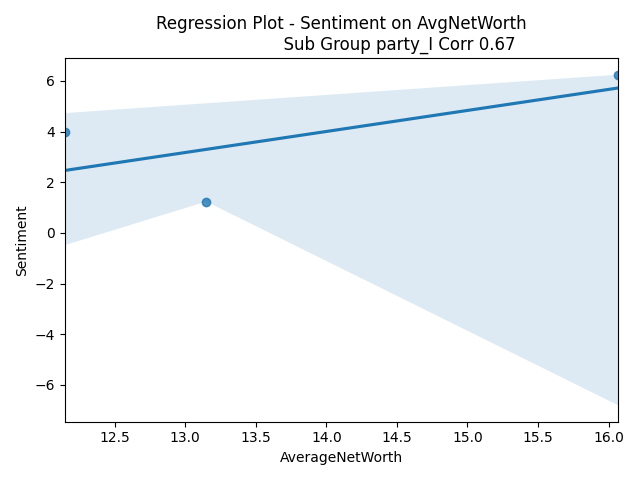 Regression Plot - Sentiment on AvgNetWorth
Sub Group party_I Corr 0.67
6
4
2
0
−2
−4
−6
Sentiment
12.5 13.0 13.5 14.0 14.5 15.0 15.5 16.0
AverageNetWorth